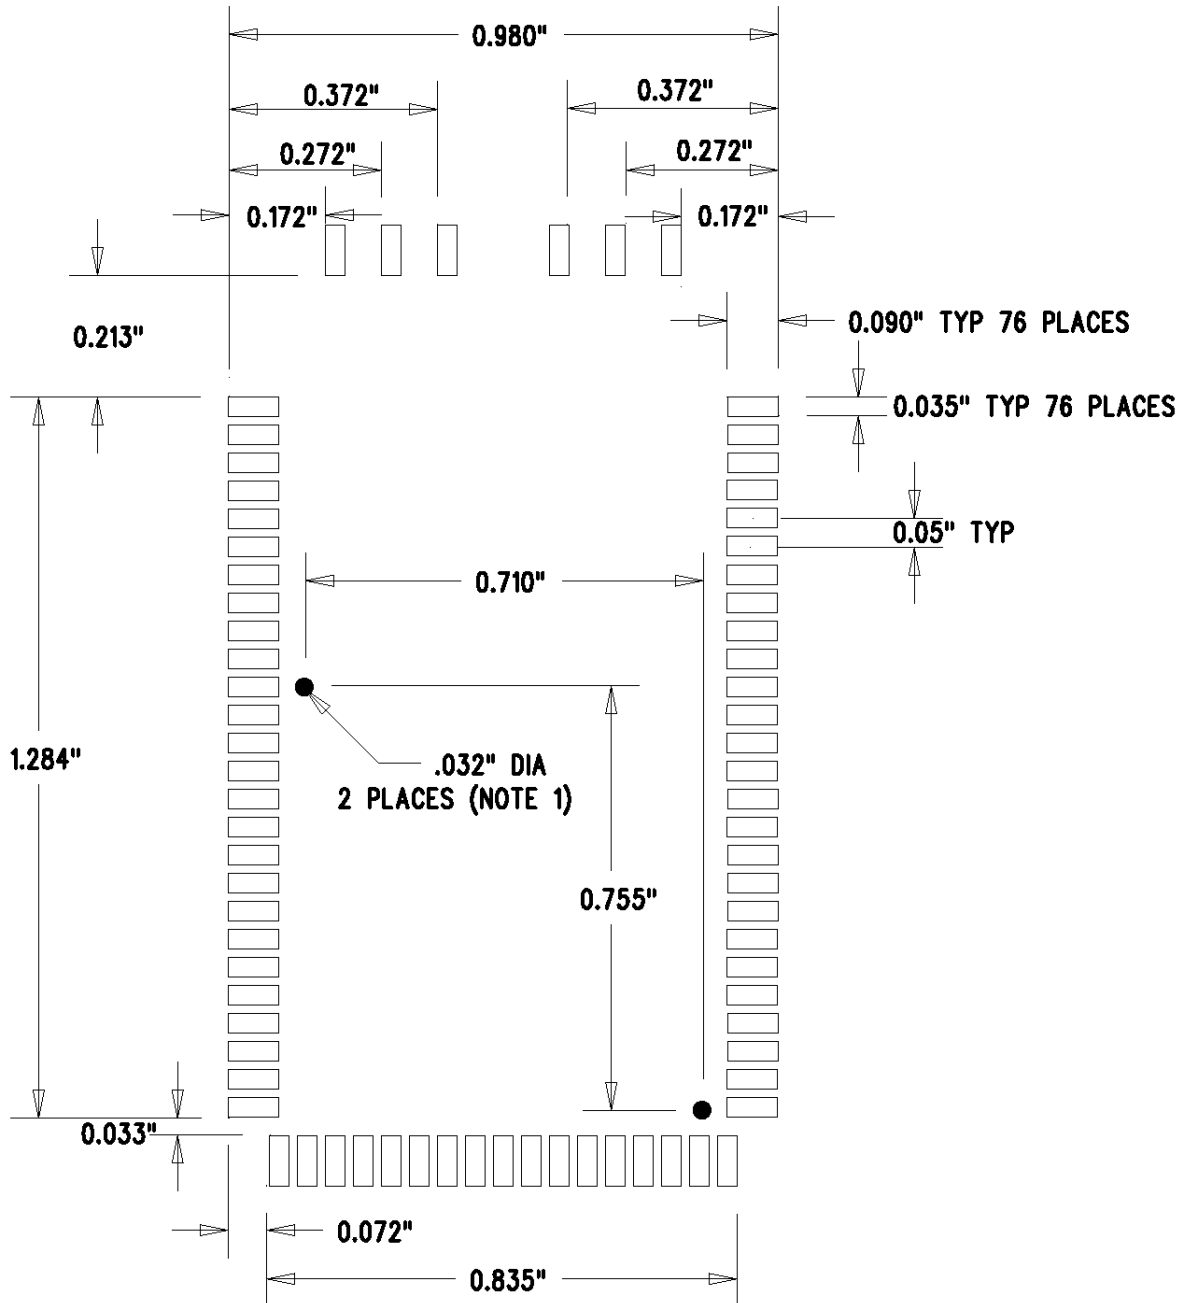 0.980"
0.372"
0.372"
0.272"
0.272"
0.172"
0.172"
0.213"
0.090" TYP 76 PLACES
0.035" TYP 76 PLACES
0.05" TYP
0.710"
1.284"
.032" DIA
2 PLACES (NOTE 1)
0.755"
0.033"
0.072"
0.835"